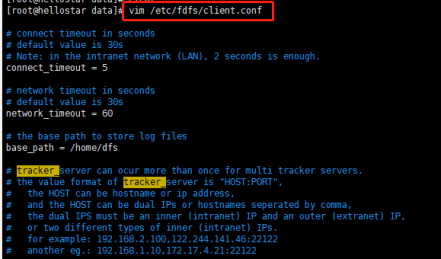 [root@hellostar data]# vim /etc/fdfs/client.conf
# connect timeout in seconds
# default value is 30s
# Note: in the intranet network (LAN), 2 seconds is enough.
connect_timeout = 5
# network timeout in seconds
# default value is 30s
network_timeout = 60
# the base path to store log files
base_path = /home/dfs
# tracker_server can ocur more than once for multi tracker servers.
# the value format of tracker_server is "HOST:PORT",
#   the HOST can be hostname or ip address,
#   and the HOST can be dual IPs or hostnames seperated by comma,
#   the dual IPS must be an inner (intranet) IP and an outer (extranet) IP,
#   or two different types of inner (intranet) IPs.
#   for example: 192.168.2.100,122.244.141.46:22122
#   another eg.: 192.168.1.10,172.17.4.21:22122